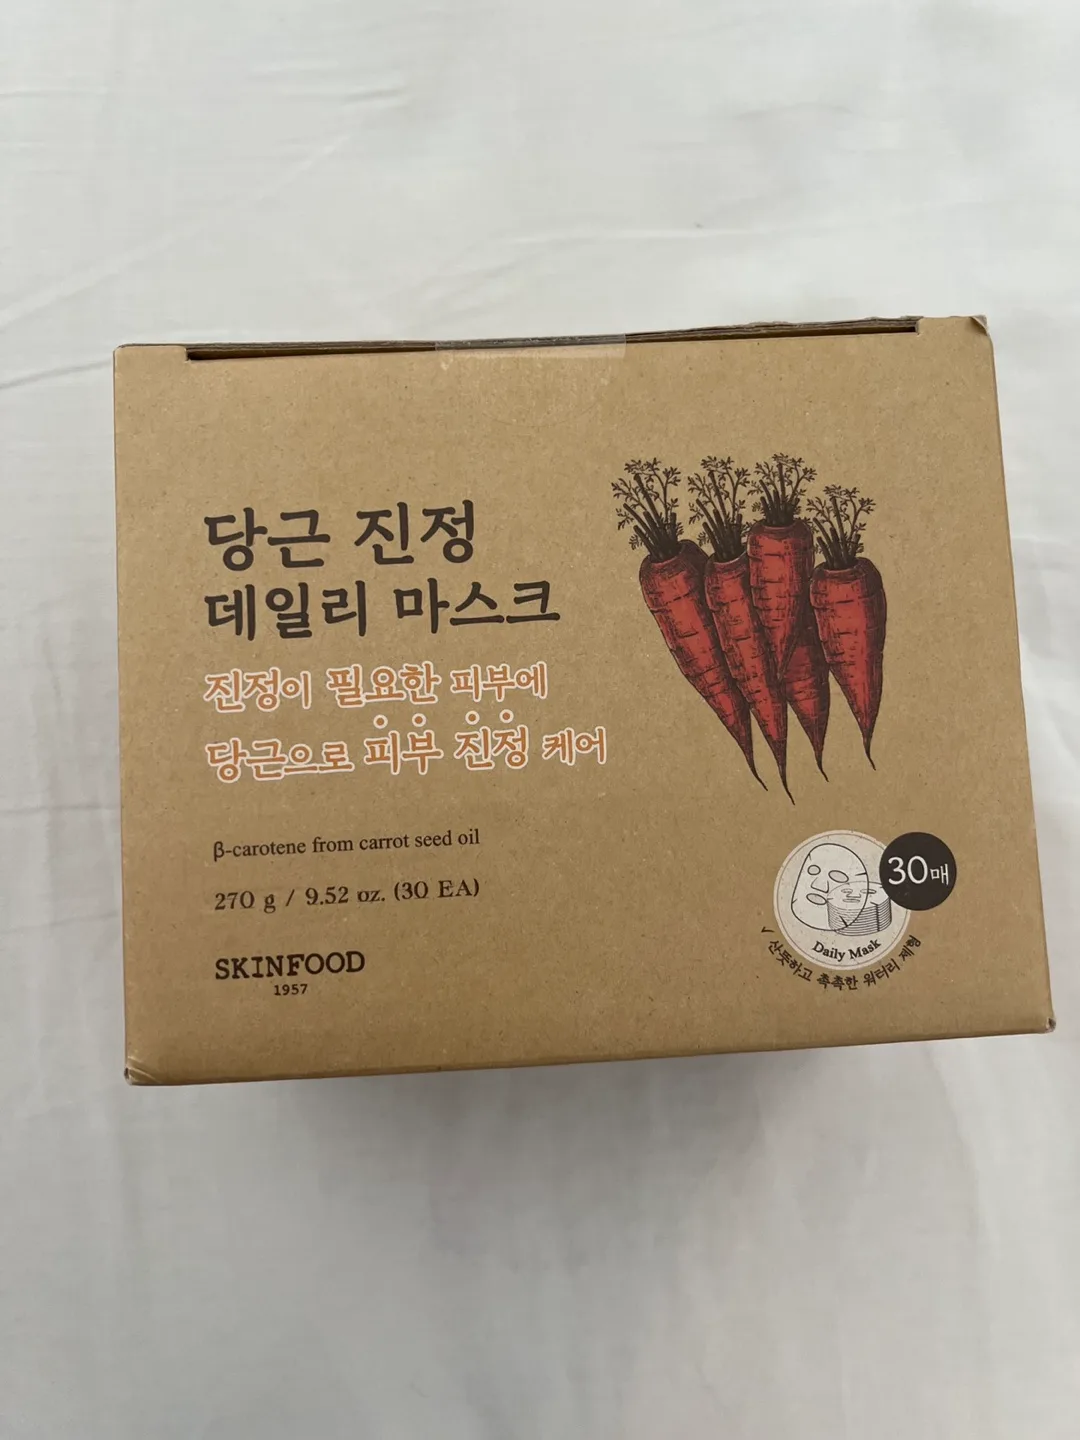 당근 진정
데일리 마스크
진정이 필요한 피부에
당근으로 피부 진정 케어
β-carotene from carrot seed oil
270 g / 9.52 oz. (30 EA)
SKINFOOD
1957
30매
Daily Mask
✓ 산뜻하고 촉촉한 워터리 제형